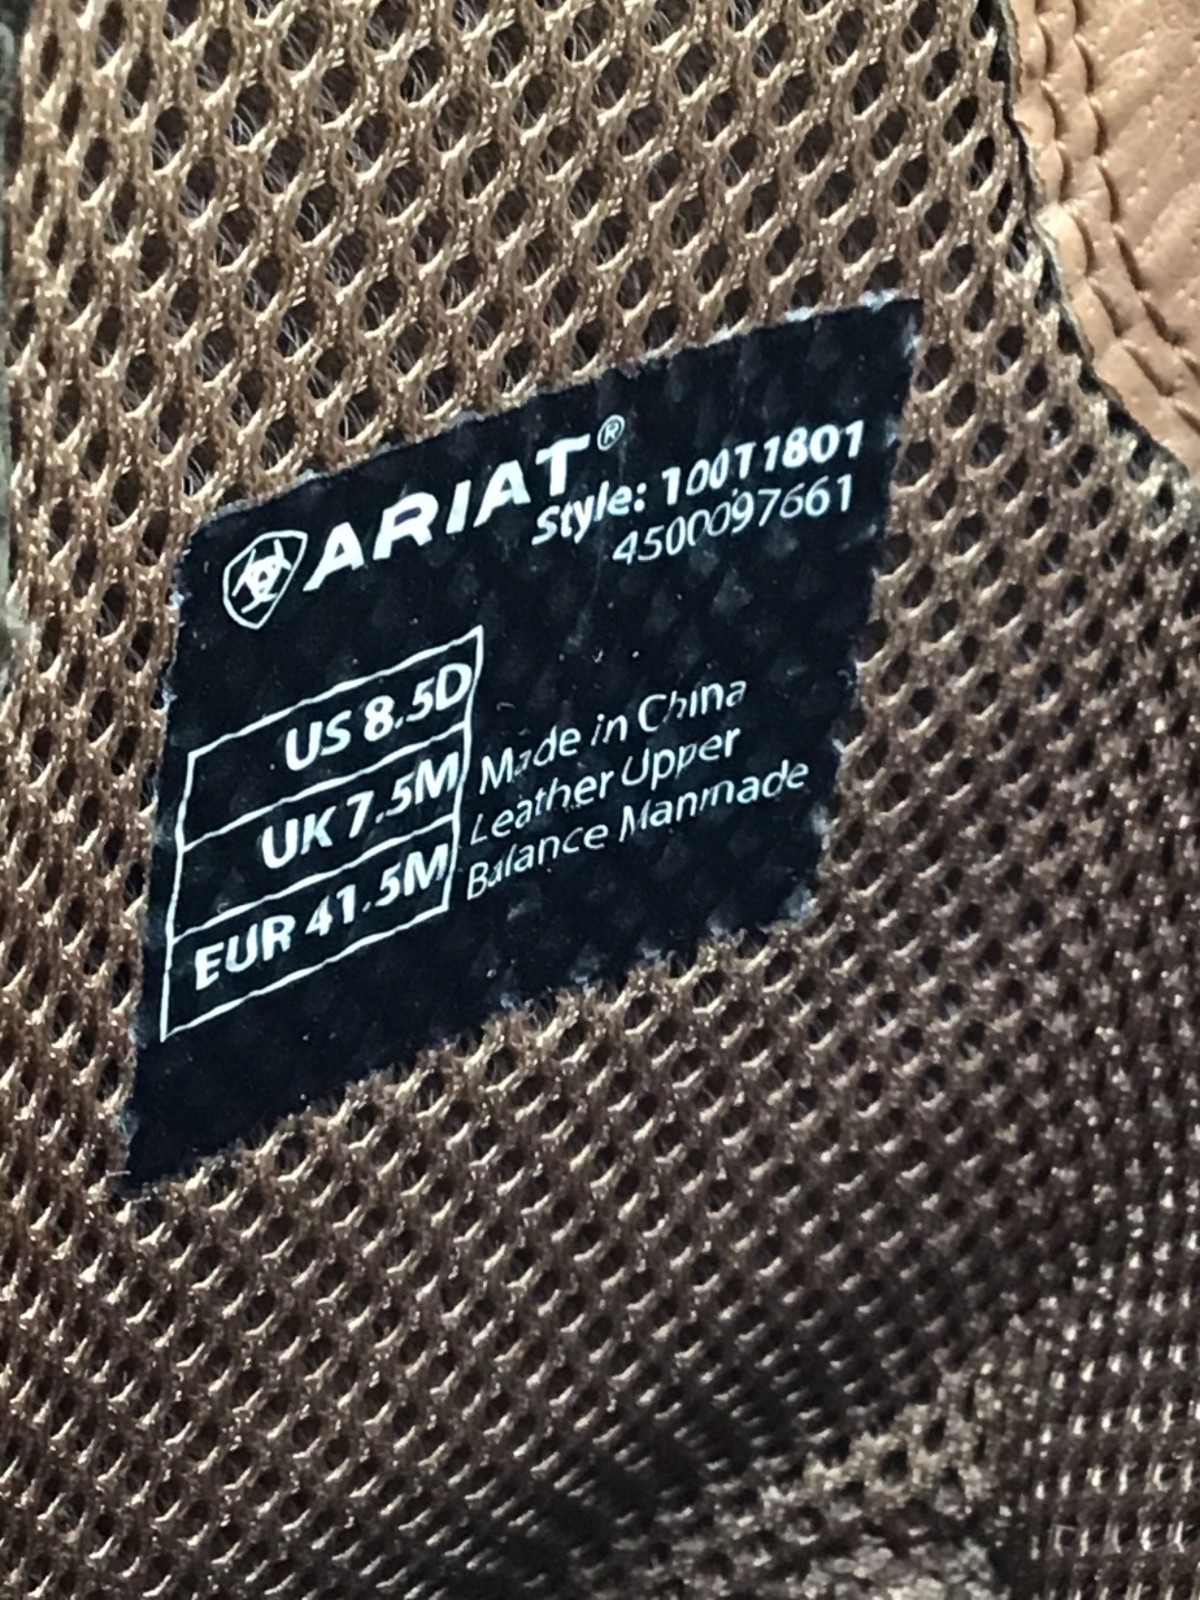 ARIAT®
Style: 10011801
4500097661
US 8.5D
UK 7.5M
EUR 41.5M
Made in China
Leather Upper
Balance Manmade